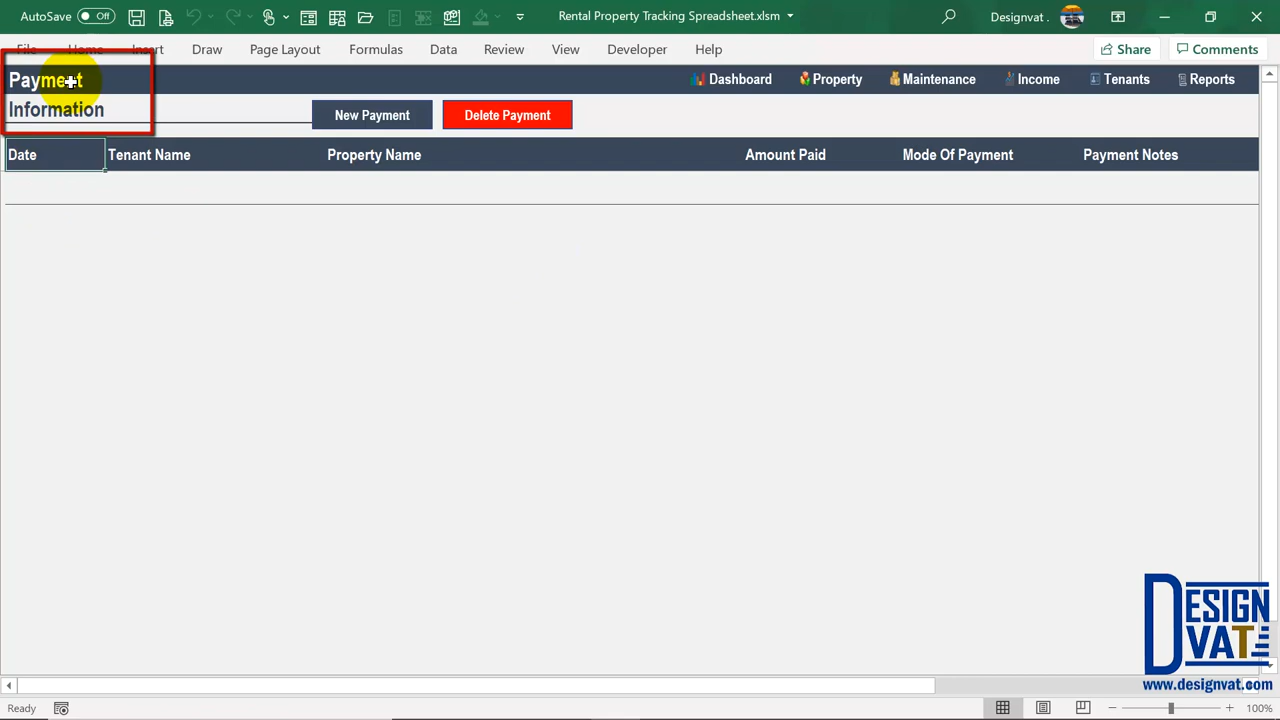 AutoSave Off
Rental Property Tracking Spreadsheet.xlsm
Designvat .
File Home Insert Draw Page Layout Formulas Data Review View Developer Help
Share Comments
Payment
Dashboard Property Maintenance Income Tenants Reports
Information
New Payment Delete Payment
Date Tenant Name Property Name Amount Paid Mode Of Payment Payment Notes
DESIGN
VAT
www.designvat.com
Ready
100%